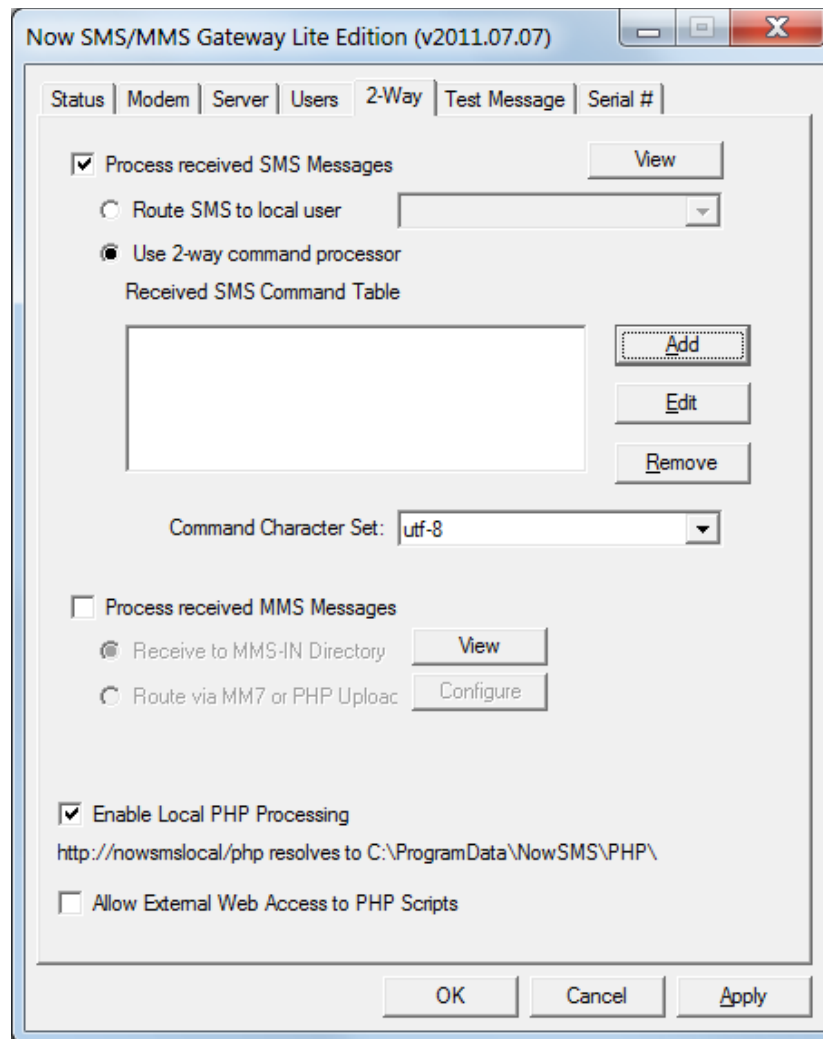 Now SMS/MMS Gateway Lite Edition (v2011.07.07)
Status Modem Server Users 2-Way Test Message Serial #
Process received SMS Messages View
Route SMS to local user
Use 2-way command processor
Received SMS Command Table
Add
Edit
Remove
Command Character Set: utf-8
Process received MMS Messages
Receive to MMS-IN Directory View
Route via MM7 or PHP Uploac Configure
Enable Local PHP Processing
http://nowsmslocal/php resolves to C:\ProgramData\NowSMS\PHP\
Allow External Web Access to PHP Scripts
OK Cancel Apply